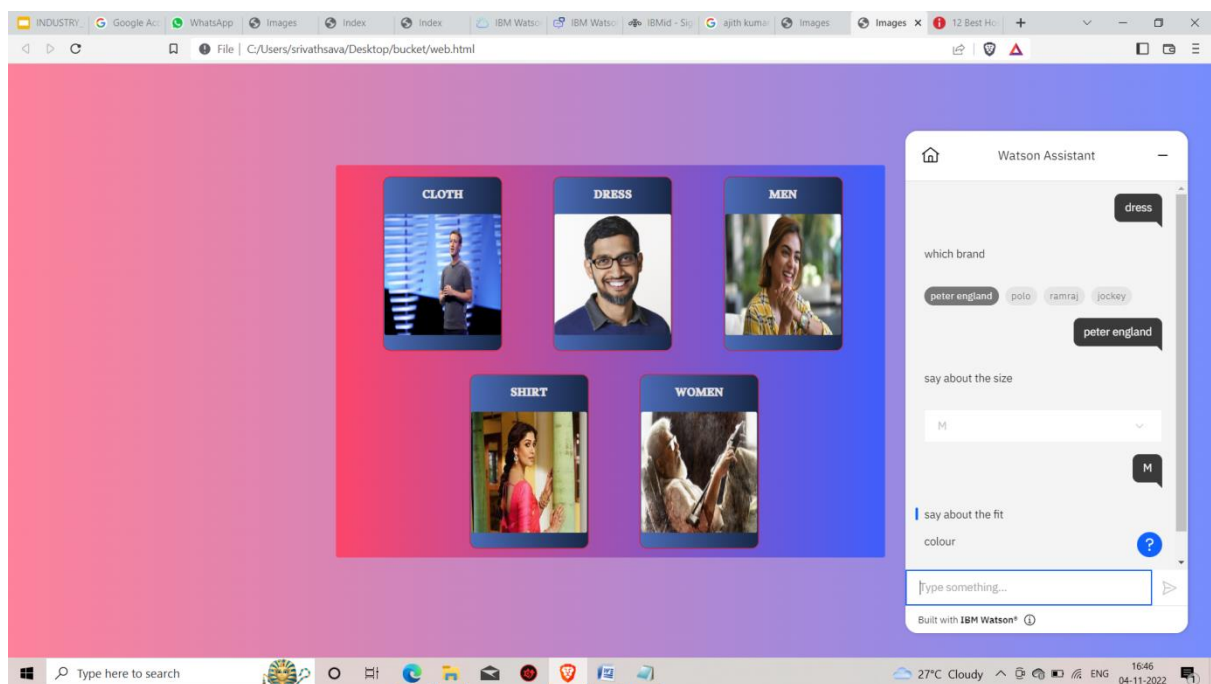 INDUSTRY_ Google Acc WhatsApp Images Index Index IBM Watso IBM Watso IBMid - Sig ajith kumar Images Images 12 Best Ho
File C:/Users/srivathsava/Desktop/bucket/web.html
CLOTH DRESS MEN
SHIRT WOMEN
Watson Assistant
dress
which brand
peter england polo ramraj jockey
peter england
say about the size
M
M
say about the fit
colour
?
Type something...
Built with IBM Watson®
Type here to search
27°C Cloudy ENG 16:46
04-11-2022